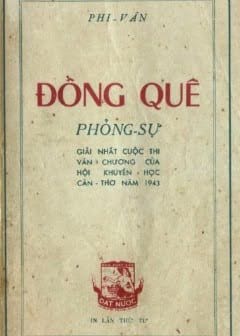 PHI-VÂN
ĐỒNG QUÊ
PHÓNG-SỰ
GIẢI NHẤT CUỘC THI
VĂN-CHƯƠNG CỦA
HỘI KHUYẾN-HỌC
CẦN-THƠ NĂM 1943
ĐẤT NƯỚC
IN LẦN THỨ TƯ